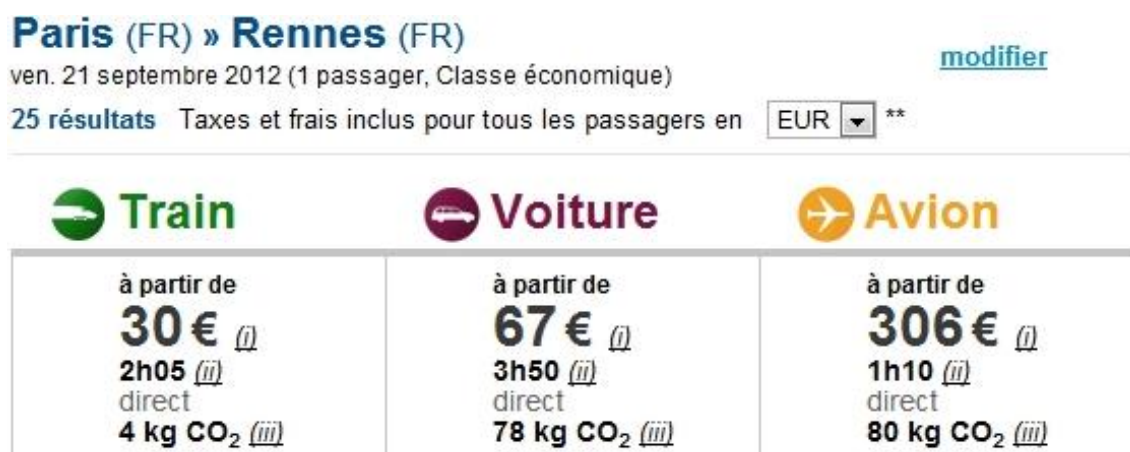 Paris (FR) » Rennes (FR)
modifier
ven. 21 septembre 2012 (1 passager, Classe économique)
25 résultats Taxes et frais inclus pour tous les passagers en EUR **
Train Voiture Avion
à partir de à partir de à partir de
30 € (i) 67 € (i) 306 € (i)
2h05 (ii) 3h50 (ii) 1h10 (ii)
direct direct direct
4 kg CO₂ (iii) 78 kg CO₂ (iii) 80 kg CO₂ (iii)